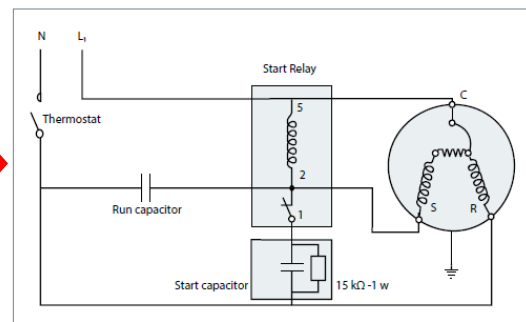 N
L₁
Start Relay
5
C
Thermostat
2
Run capacitor
1
S
R
Start capacitor
15 kΩ -1 w